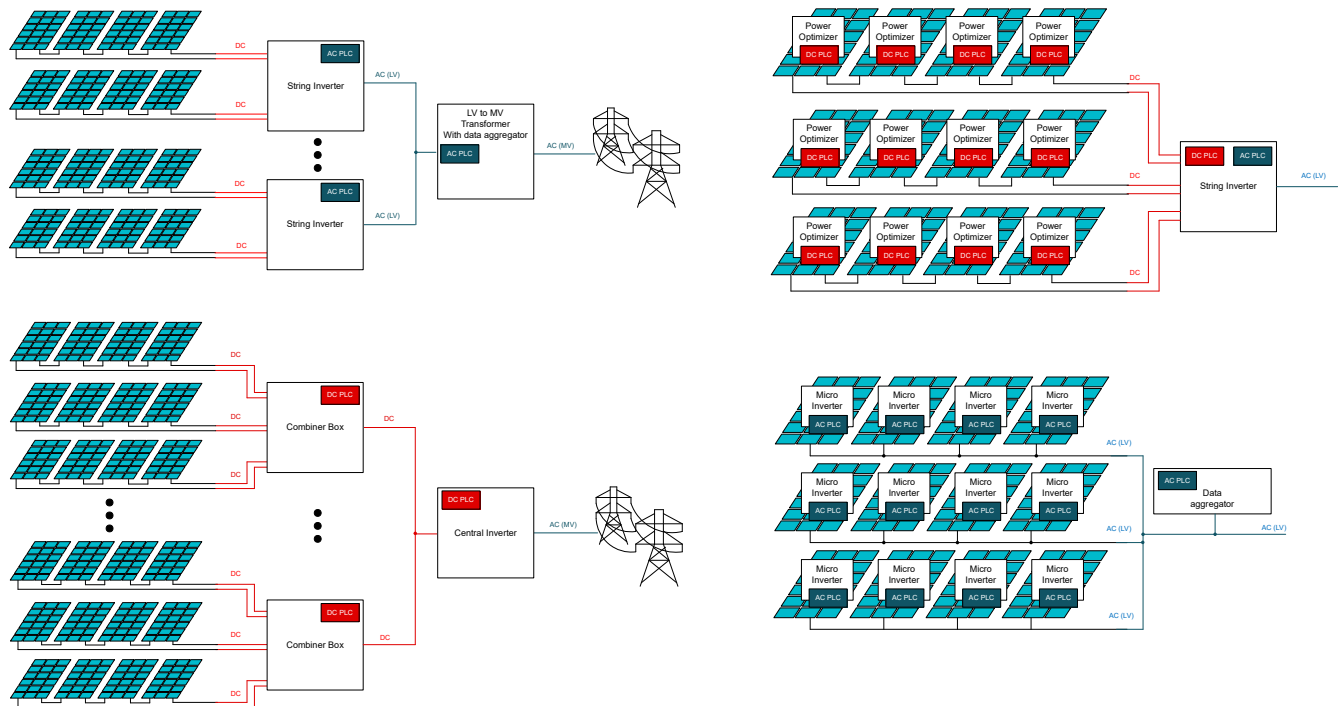 DC
AC PLC
String Inverter
DC
AC (LV)
LV to MV
Transformer
With data aggregator
AC PLC
AC (MV)
DC
AC PLC
String Inverter
DC
AC (LV)
Power
Optimizer
DC PLC
Power
Optimizer
DC PLC
Power
Optimizer
DC PLC
Power
Optimizer
DC PLC
DC
Power
Optimizer
DC PLC
Power
Optimizer
DC PLC
Power
Optimizer
DC PLC
Power
Optimizer
DC PLC
DC
DC PLC
AC PLC
String Inverter
AC (LV)
Power
Optimizer
DC PLC
Power
Optimizer
DC PLC
Power
Optimizer
DC PLC
Power
Optimizer
DC PLC
DC
DC
DC PLC
Combiner Box
DC
DC
DC
DC PLC
Central Inverter
AC (MV)
DC
DC PLC
Combiner Box
DC
DC
DC
Micro
Inverter
AC PLC
Micro
Inverter
AC PLC
Micro
Inverter
AC PLC
Micro
Inverter
AC PLC
AC (LV)
Micro
Inverter
AC PLC
Micro
Inverter
AC PLC
Micro
Inverter
AC PLC
Micro
Inverter
AC PLC
AC (LV)
AC PLC
Data
aggregator
AC (LV)
Micro
Inverter
AC PLC
Micro
Inverter
AC PLC
Micro
Inverter
AC PLC
Micro
Inverter
AC PLC
AC (LV)